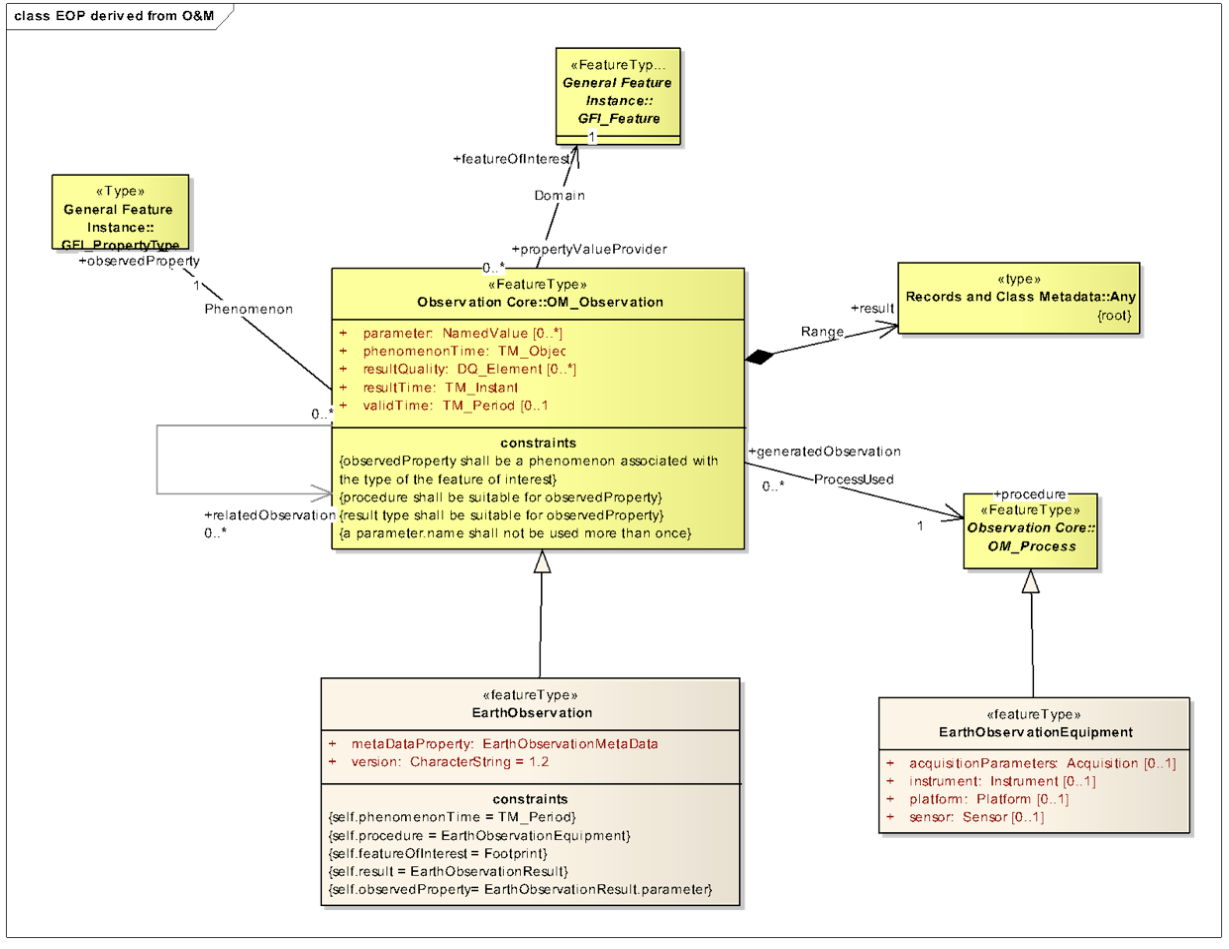 class EOP derived from O&M
«FeatureTyp...
General Feature
Instance::
GFI_Feature
1
+featureOfInterest
Domain
+propertyValueProvider
0..*
«Type»
General Feature
Instance::
GFI_PropertyType
+observedProperty
1
Phenomenon
0..*
«FeatureType»
Observation Core::OM_Observation
+ parameter: NamedValue [0..*]
+ phenomenonTime: TM_Objec
+ resultQuality: DQ_Element [0..*]
+ resultTime: TM_Instant
+ validTime: TM_Period [0..1
constraints
{observedProperty shall be a phenomenon associated with
the type of the feature of interest}
{procedure shall be suitable for observedProperty}
{result type shall be suitable for observedProperty}
{a parameter.name shall not be used more than once}
+relatedObservation
0..*
«type»
Records and Class Metadata::Any
{root}
+result
Range
+generatedObservation
0..*
ProcessUsed
1
+procedure
«FeatureType»
Observation Core::
OM_Process
«featureType»
EarthObservation
+ metaDataProperty: EarthObservationMetaData
+ version: CharacterString = 1.2
constraints
{self.phenomenonTime = TM_Period}
{self.procedure = EarthObservationEquipment}
{self.featureOfInterest = Footprint}
{self.result = EarthObservationResult}
{self.observedProperty= EarthObservationResult.parameter}
«featureType»
EarthObservationEquipment
+ acquisitionParameters: Acquisition [0..1]
+ instrument: Instrument [0..1]
+ platform: Platform [0..1]
+ sensor: Sensor [0..1]